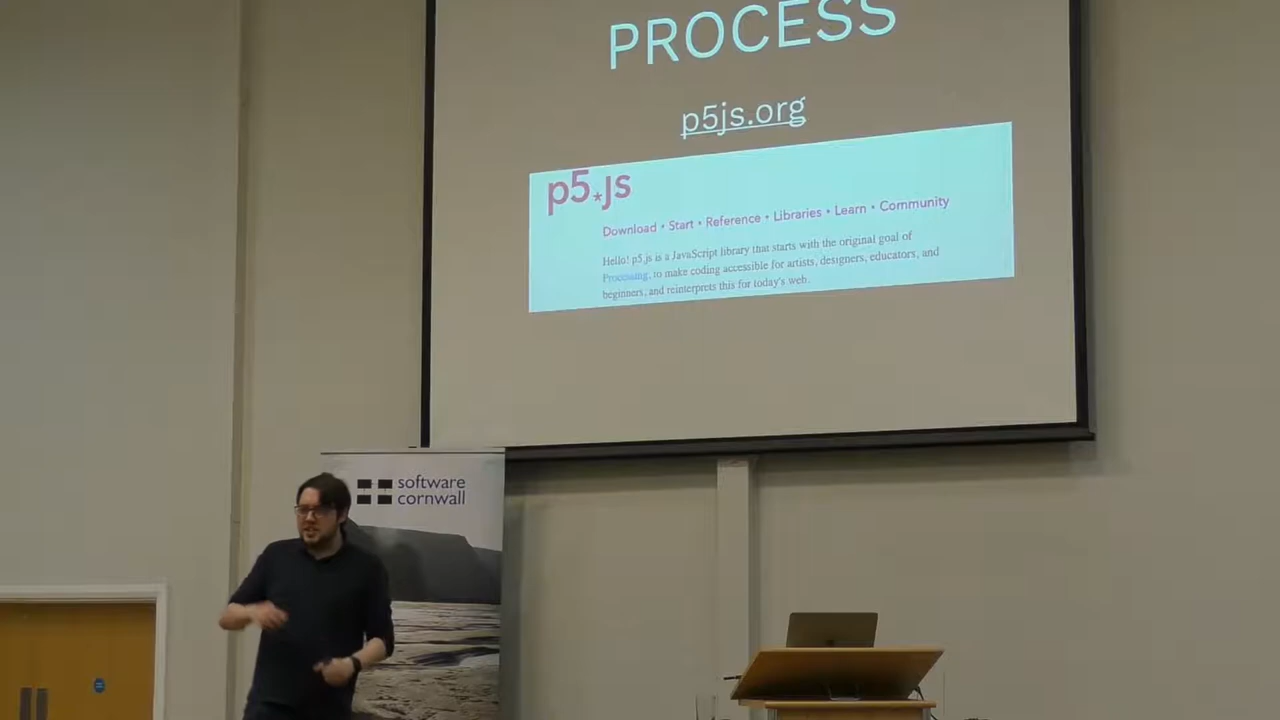 PROCESS
p5js.org
p5*js
Download • Start • Reference • Libraries • Learn • Community
Hello! p5.js is a JavaScript library that starts with the original goal of
Processing, to make coding accessible for artists, designers, educators, and
beginners, and reinterprets this for today's web.
software
cornwall